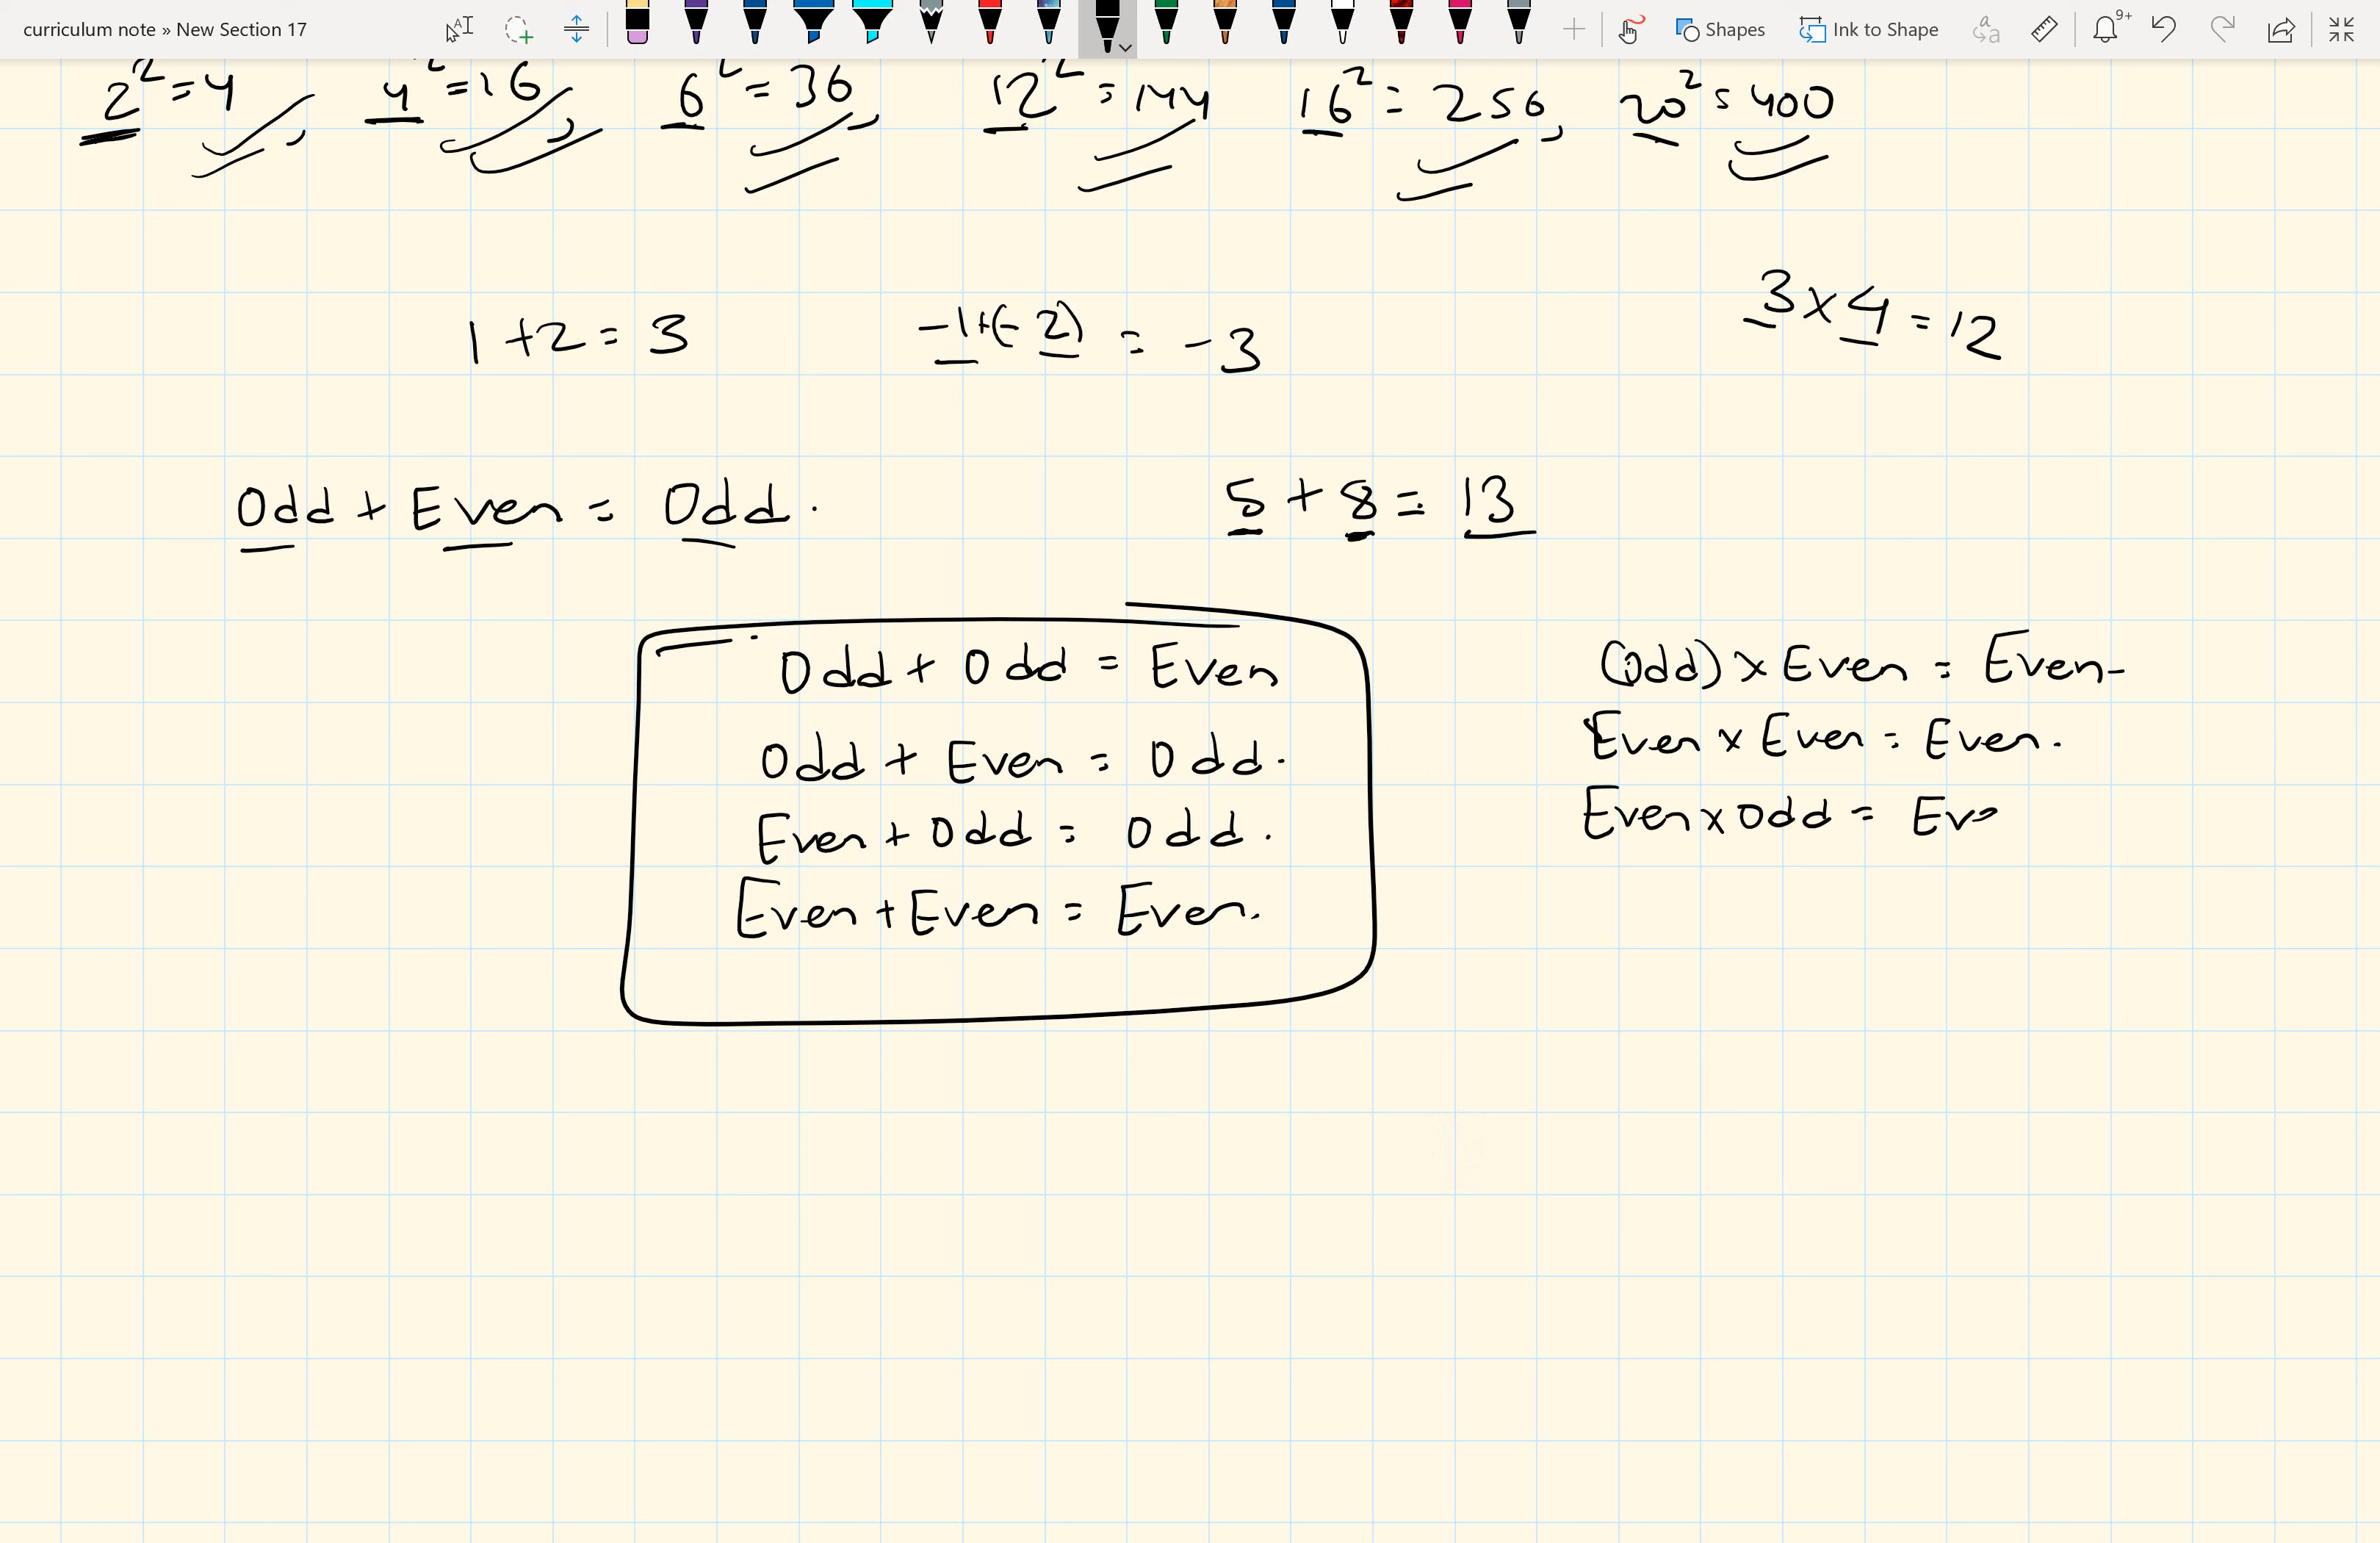 curriculum note » New Section 17
Shapes
Ink to Shape
9+
2² = 4, 4² = 16, 6² = 36, 12² = 144 16² = 256, 20² = 400
1 + 2 = 3 -1+(-2) = -3 3 × 4 = 12
Odd + Even = Odd. 5 + 8 = 13
Odd + Odd = Even
Odd + Even = Odd.
Even + Odd = Odd.
Even + Even = Even.
(Odd) × Even = Even-
Even × Even = Even.
Even × Odd = Eve